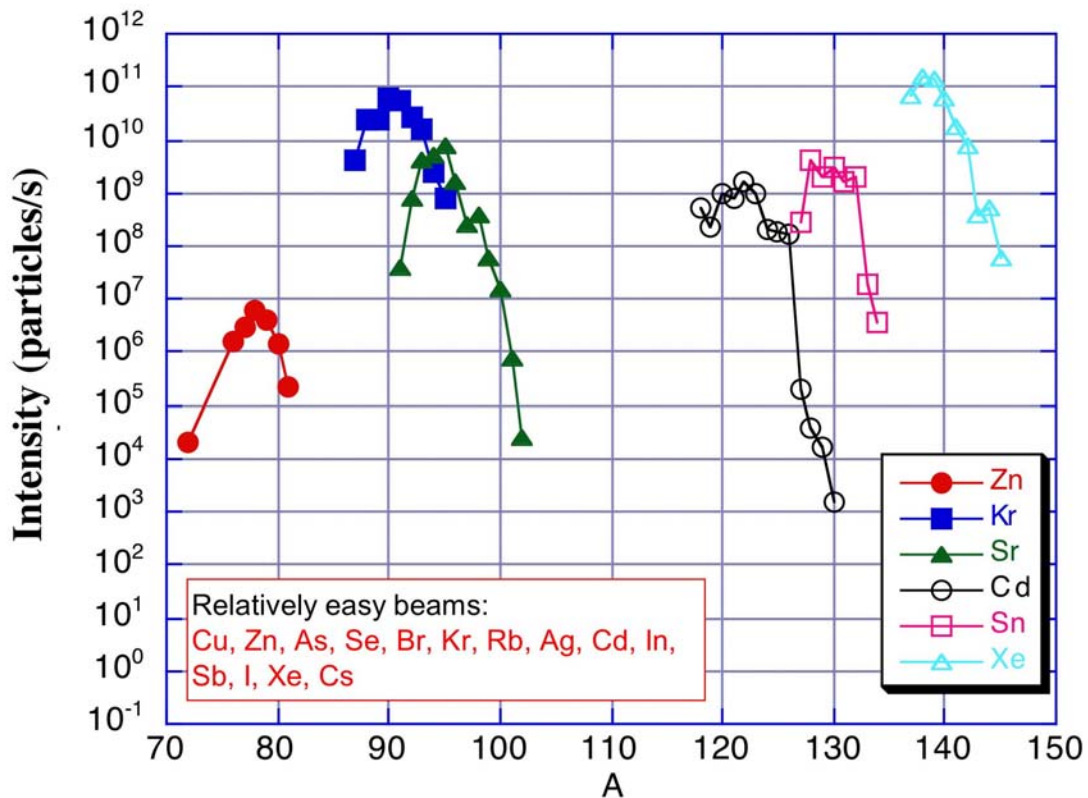 Intensity (particles/s)
10^12
10^11
10^10
10^9
10^8
10^7
10^6
10^5
10^4
10^3
10^2
10^1
10^0
10^-1
Zn
Kr
Sr
Cd
Sn
Xe
Relatively easy beams:
Cu, Zn, As, Se, Br, Kr, Rb, Ag, Cd, In,
Sb, I, Xe, Cs
70 80 90 100 110 120 130 140 150
A